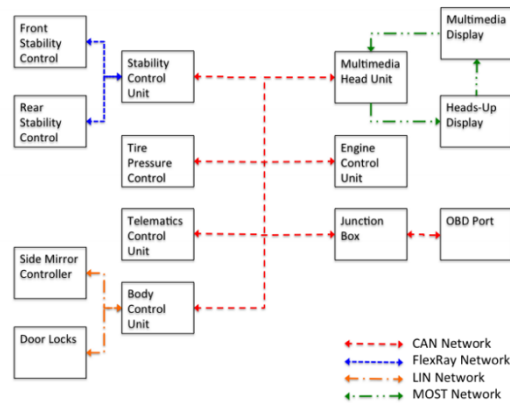 Front
Stability
Control
Stability
Control
Unit
Multimedia
Head Unit
Multimedia
Display
Rear
Stability
Control
Heads-Up
Display
Tire
Pressure
Control
Engine
Control
Unit
Telematics
Control
Unit
Junction
Box
OBD Port
Side Mirror
Controller
Body
Control
Unit
Door Locks
CAN Network
FlexRay Network
LIN Network
MOST Network